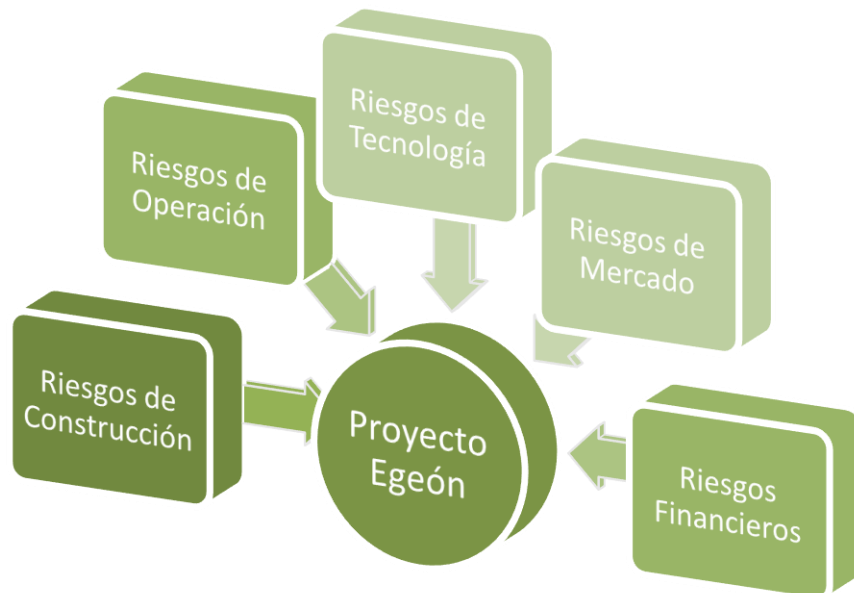 Riesgos de
Construcción
Riesgos de
Operación
Riesgos de
Tecnología
Riesgos de
Mercado
Riesgos
Financieros
Proyecto
Egeón